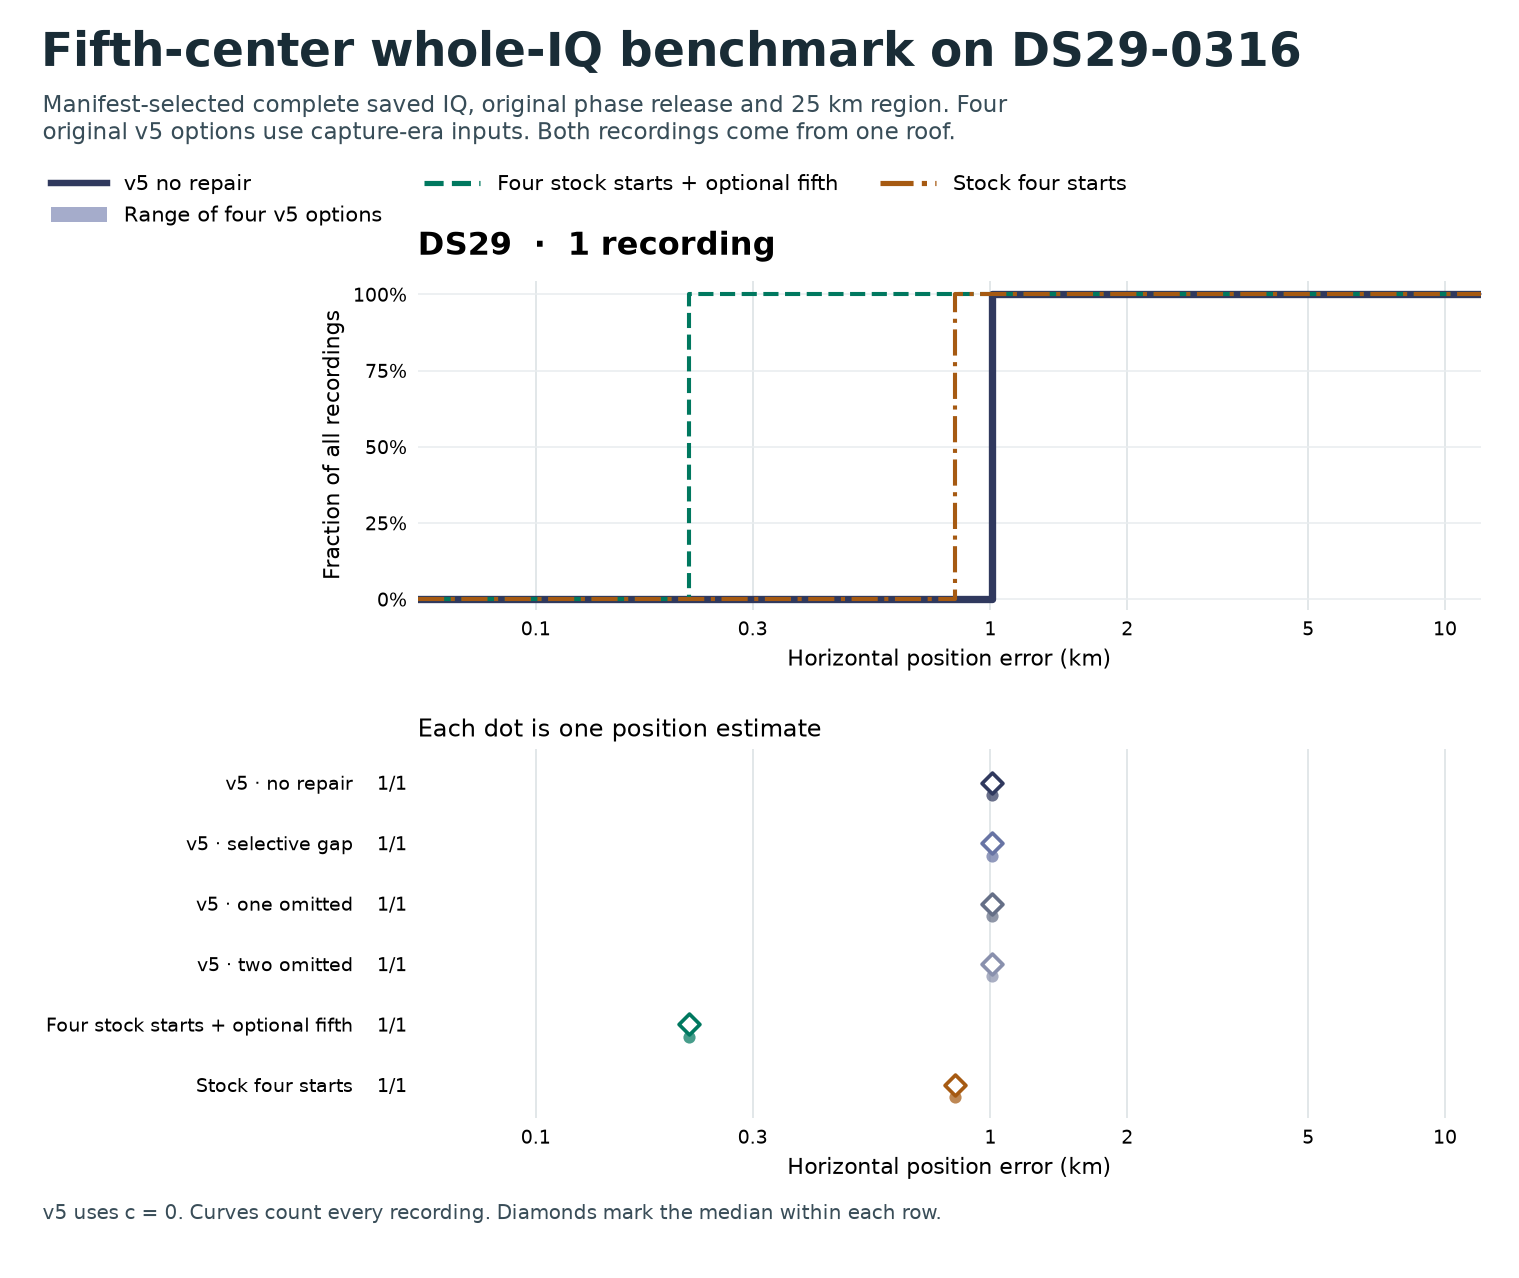 Fifth-center whole-IQ benchmark on DS29-0316
Manifest-selected complete saved IQ, original phase release and 25 km region. Four
original v5 options use capture-era inputs. Both recordings come from one roof.
v5 no repair
Four stock starts + optional fifth
Stock four starts
Range of four v5 options
DS29 · 1 recording
Fraction of all recordings
100%
75%
50%
25%
0%
0.1 0.3 1 2 5 10
Horizontal position error (km)
Each dot is one position estimate
v5 · no repair 1/1
v5 · selective gap 1/1
v5 · one omitted 1/1
v5 · two omitted 1/1
Four stock starts + optional fifth 1/1
Stock four starts 1/1
0.1 0.3 1 2 5 10
Horizontal position error (km)
v5 uses c = 0. Curves count every recording. Diamonds mark the median within each row.